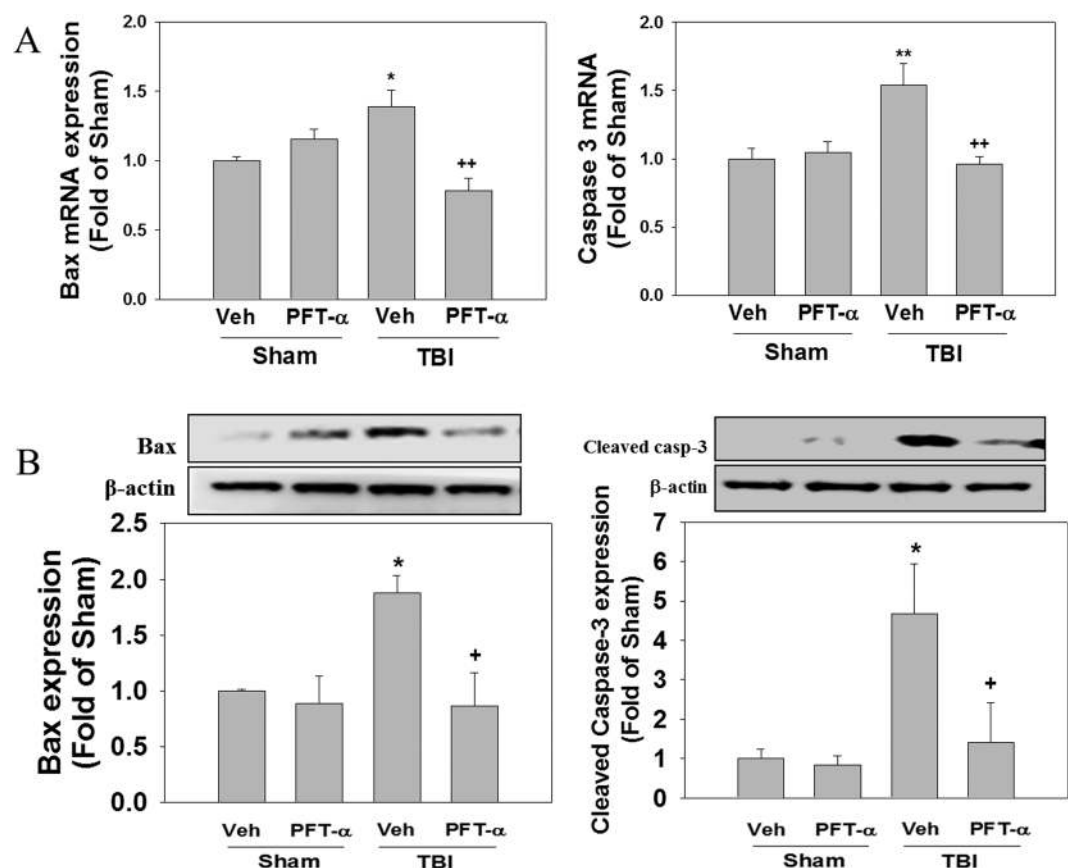 A
Bax mRNA expression
(Fold of Sham)
2.0
1.5
1.0
0.5
0.0
*
++
Veh PFT-α Veh PFT-α
Sham TBI
Caspase 3 mRNA
(Fold of Sham)
2.0
1.5
1.0
0.5
0.0
**
++
Veh PFT-α Veh PFT-α
Sham TBI
B
Bax
β-actin
Bax expression
(Fold of Sham)
2.5
2.0
1.5
1.0
0.5
0.0
*
+
Veh PFT-α Veh PFT-α
Sham TBI
Cleaved casp-3
β-actin
Cleaved Caspase-3 expression
(Fold of Sham)
7
6
5
4
3
2
1
0
*
+
Veh PFT-α Veh PFT-α
Sham TBI